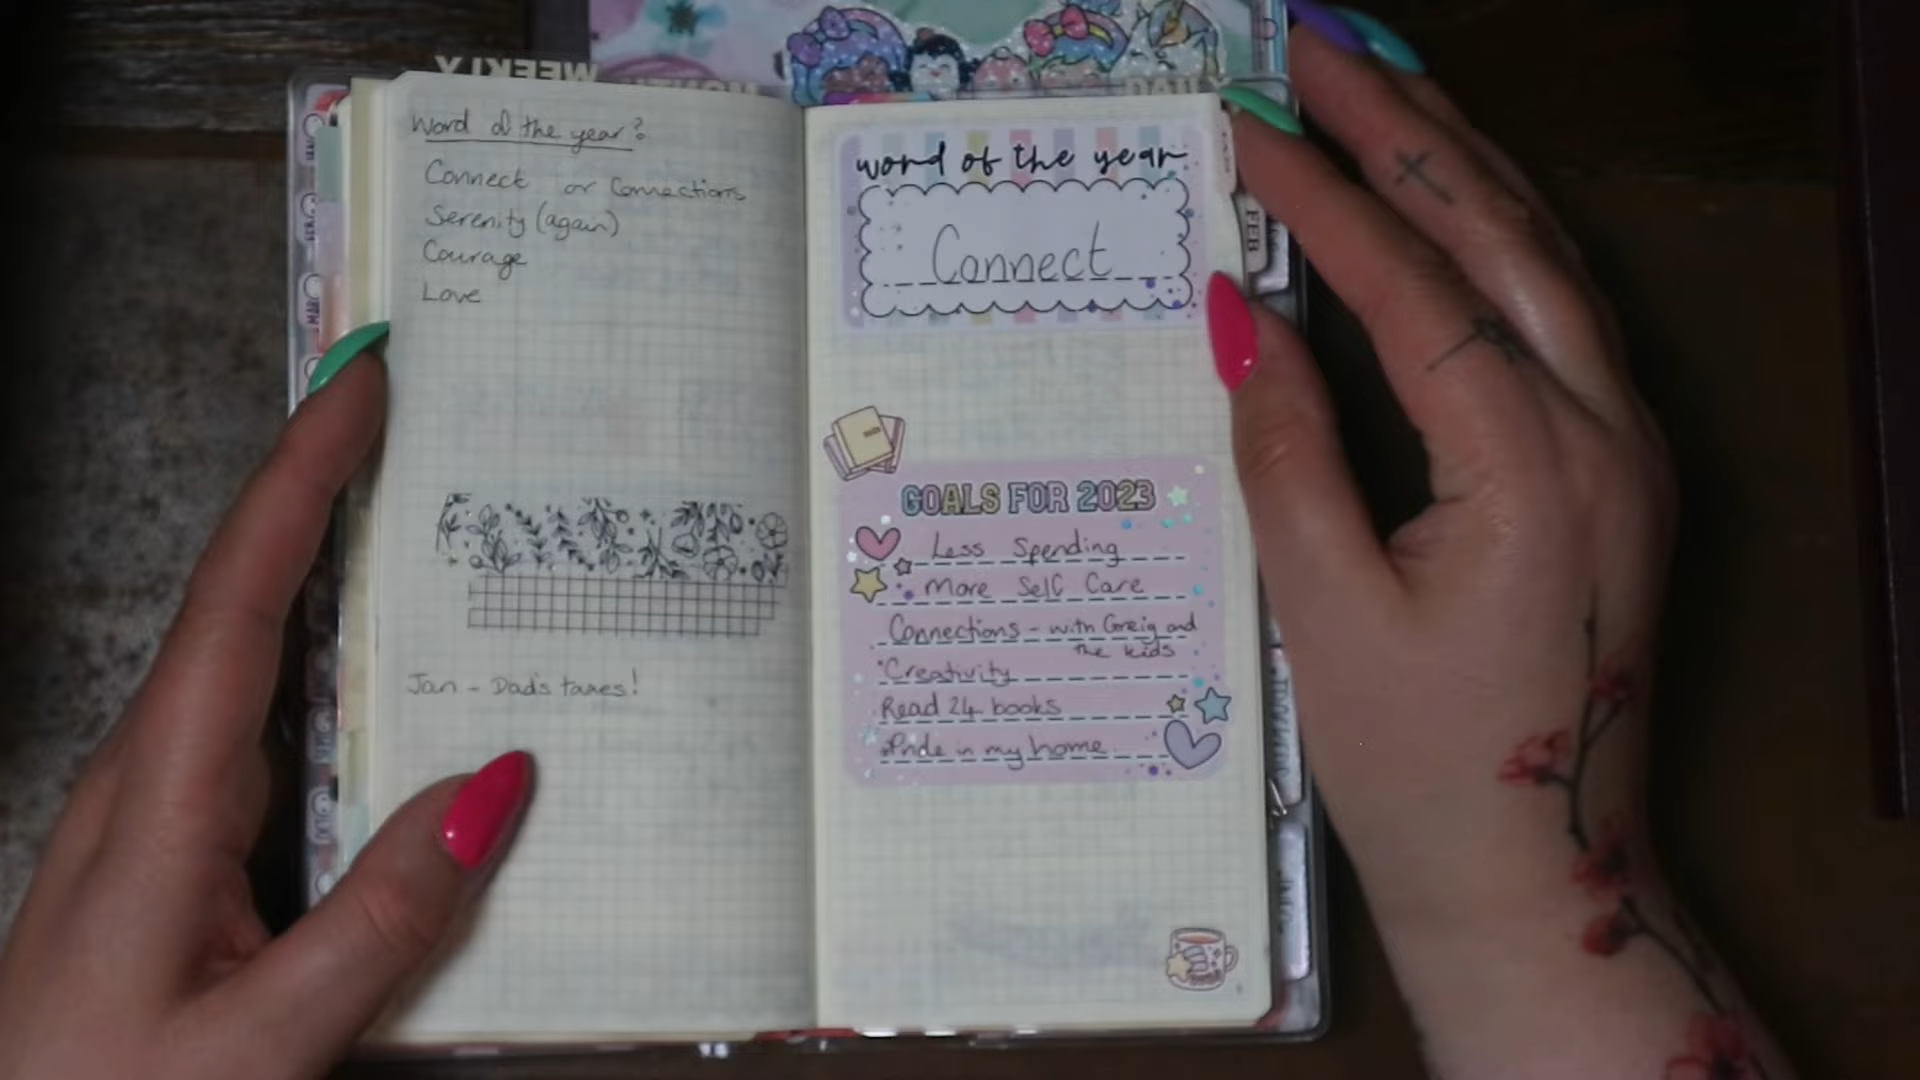 WEEKLY
Word of the year?
Connect or Connections
Serenity (again)
Courage
Love
Jan - Dad's taxes!
word of the year
Connect
GOALS FOR 2023
Less Spending
More Self Care
Connections - with Greig and
the kids
Creativity
Read 24 books
Pride in my home
FEB